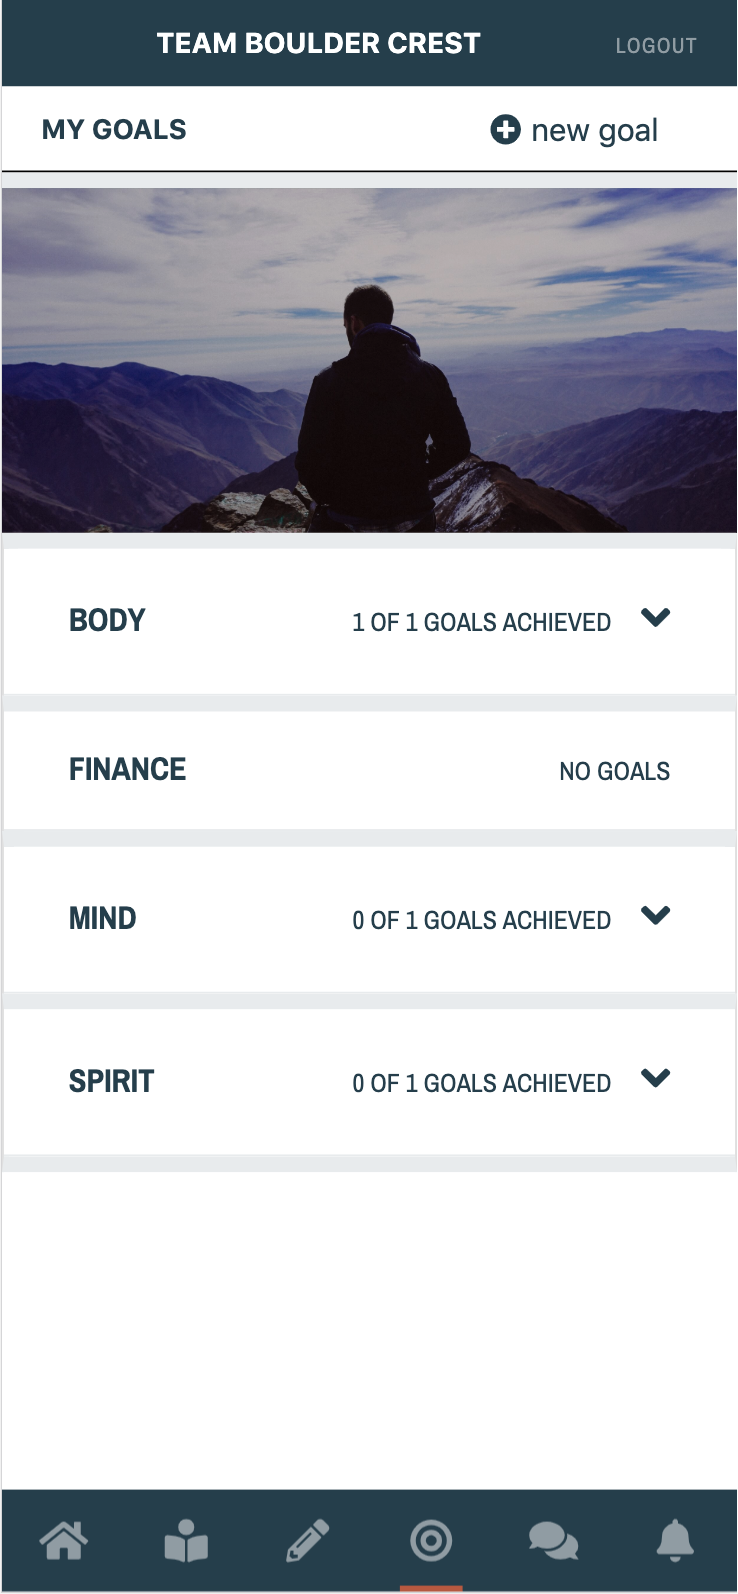 TEAM BOULDER CREST LOGOUT
MY GOALS new goal
BODY 1 OF 1 GOALS ACHIEVED
FINANCE NO GOALS
MIND 0 OF 1 GOALS ACHIEVED
SPIRIT 0 OF 1 GOALS ACHIEVED